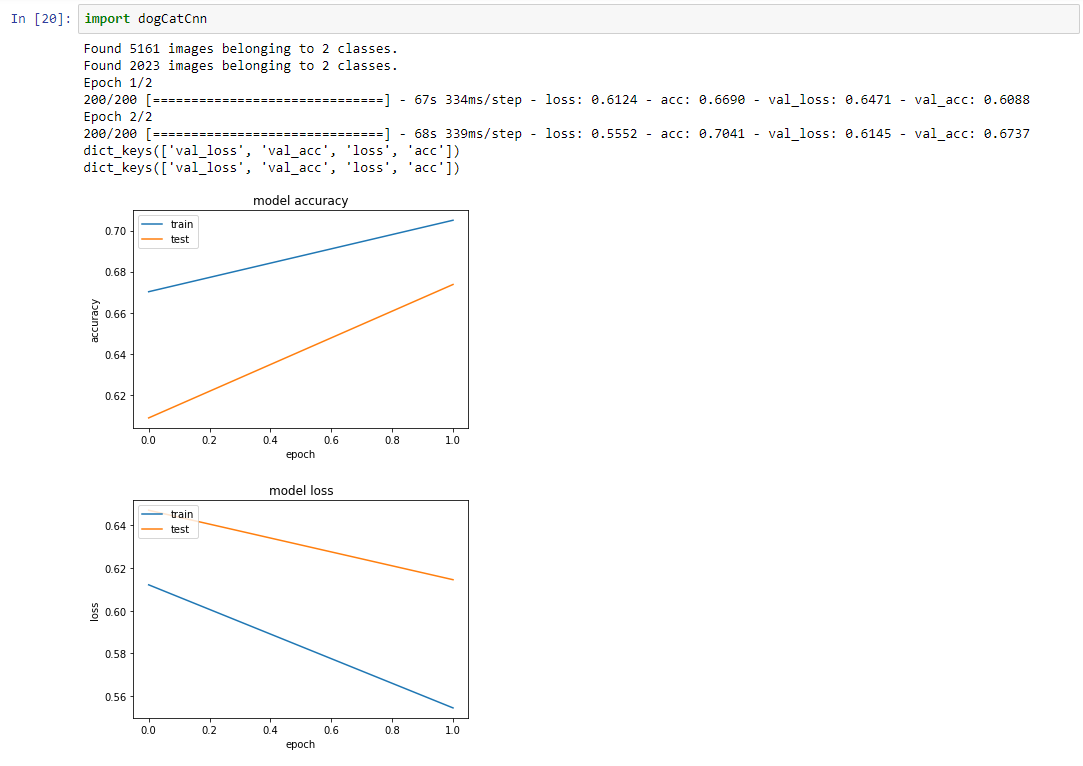 In [20]: import dogCatCnn
Found 5161 images belonging to 2 classes.
Found 2023 images belonging to 2 classes.
Epoch 1/2
200/200 [==============================] - 67s 334ms/step - loss: 0.6124 - acc: 0.6690 - val_loss: 0.6471 - val_acc: 0.6088
Epoch 2/2
200/200 [==============================] - 68s 339ms/step - loss: 0.5552 - acc: 0.7041 - val_loss: 0.6145 - val_acc: 0.6737
dict_keys(['val_loss', 'val_acc', 'loss', 'acc'])
dict_keys(['val_loss', 'val_acc', 'loss', 'acc'])
model accuracy
train
test
0.70
0.68
0.66
0.64
0.62
accuracy
0.0 0.2 0.4 0.6 0.8 1.0
epoch
model loss
train
test
0.64
0.62
0.60
0.58
0.56
loss
0.0 0.2 0.4 0.6 0.8 1.0
epoch